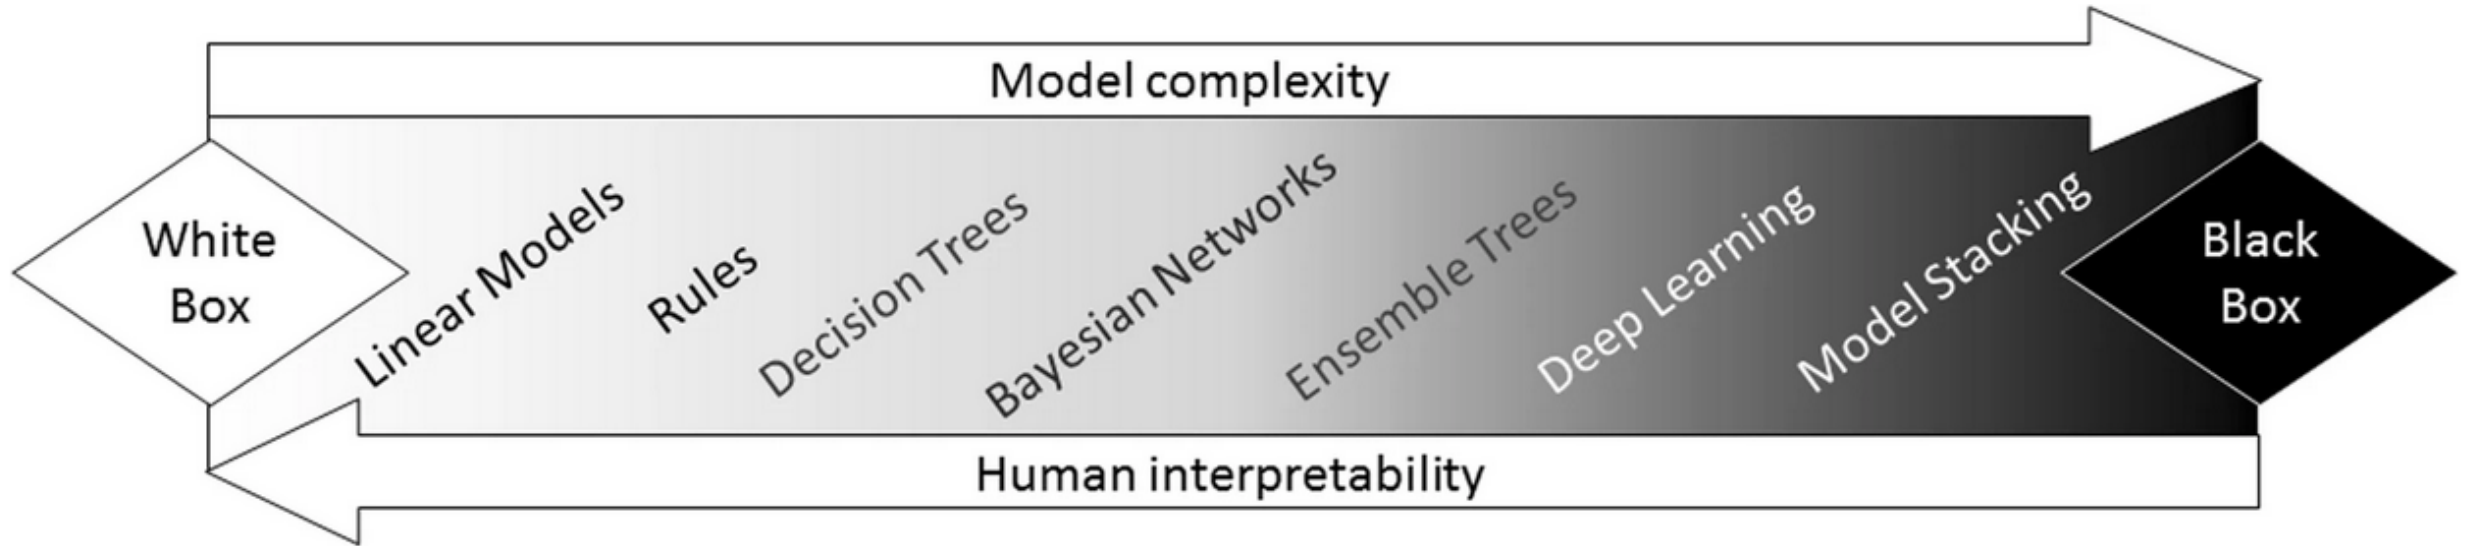 Model complexity
White
Box
Linear Models
Rules
Decision Trees
Bayesian Networks
Ensemble Trees
Deep Learning
Model Stacking
Black
Box
Human interpretability